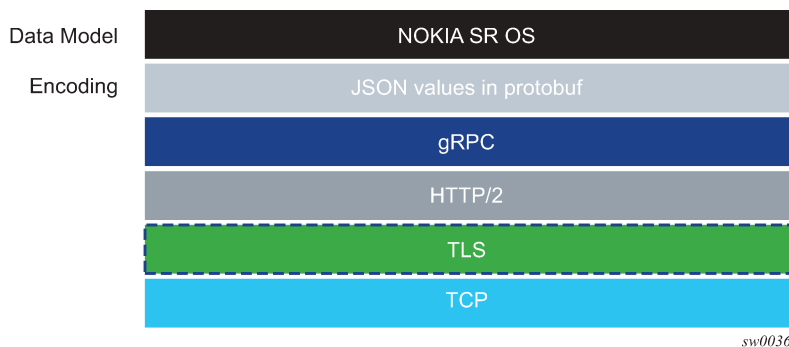 Data Model
NOKIA SR OS
Encoding
JSON values in protobuf
gRPC
HTTP/2
TLS
TCP
sw0036